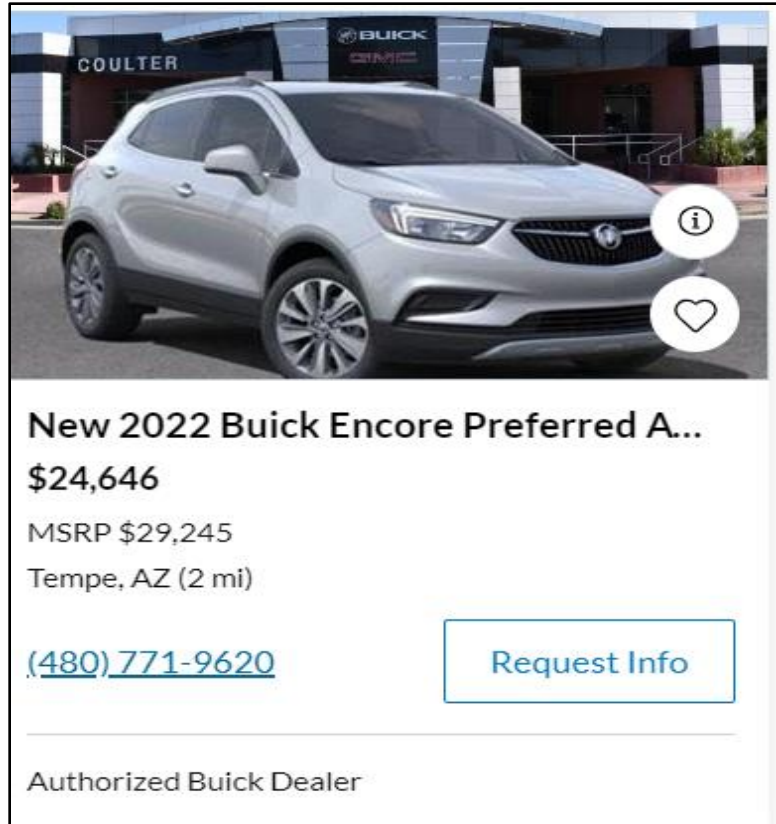 BUICK
COULTER
GMC
New 2022 Buick Encore Preferred A...
$24,646
MSRP $29,245
Tempe, AZ (2 mi)
(480) 771-9620
Request Info
Authorized Buick Dealer